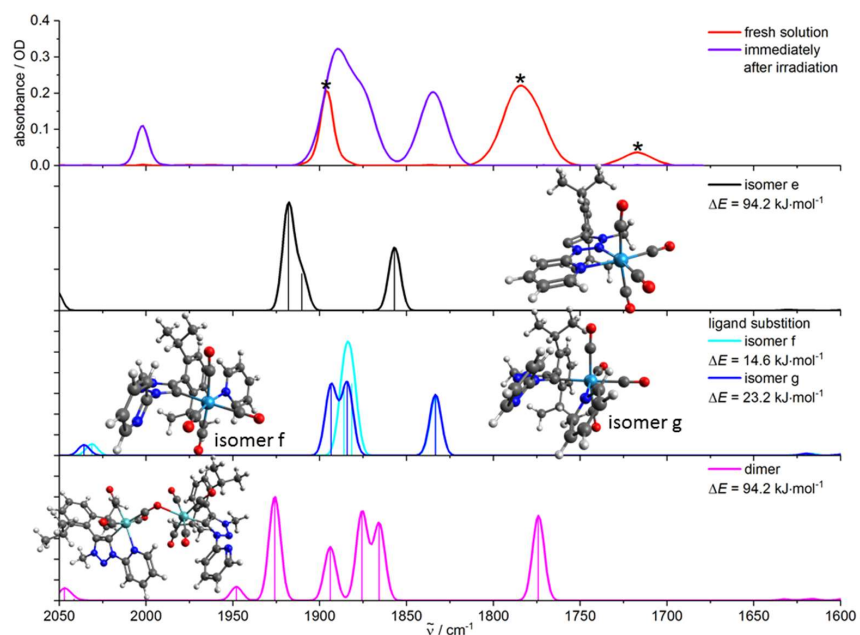 absorbance / OD
0.4
0.3
0.2
0.1
0.0
* * *
fresh solution
immediately
after irradiation
isomer e
ΔE = 94.2 kJ·mol⁻¹
ligand substition
isomer f
ΔE = 14.6 kJ·mol⁻¹
isomer g
ΔE = 23.2 kJ·mol⁻¹
isomer f
isomer g
dimer
ΔE = 94.2 kJ·mol⁻¹
2050 2000 1950 1900 1850 1800 1750 1700 1650 1600
ν̃ / cm⁻¹